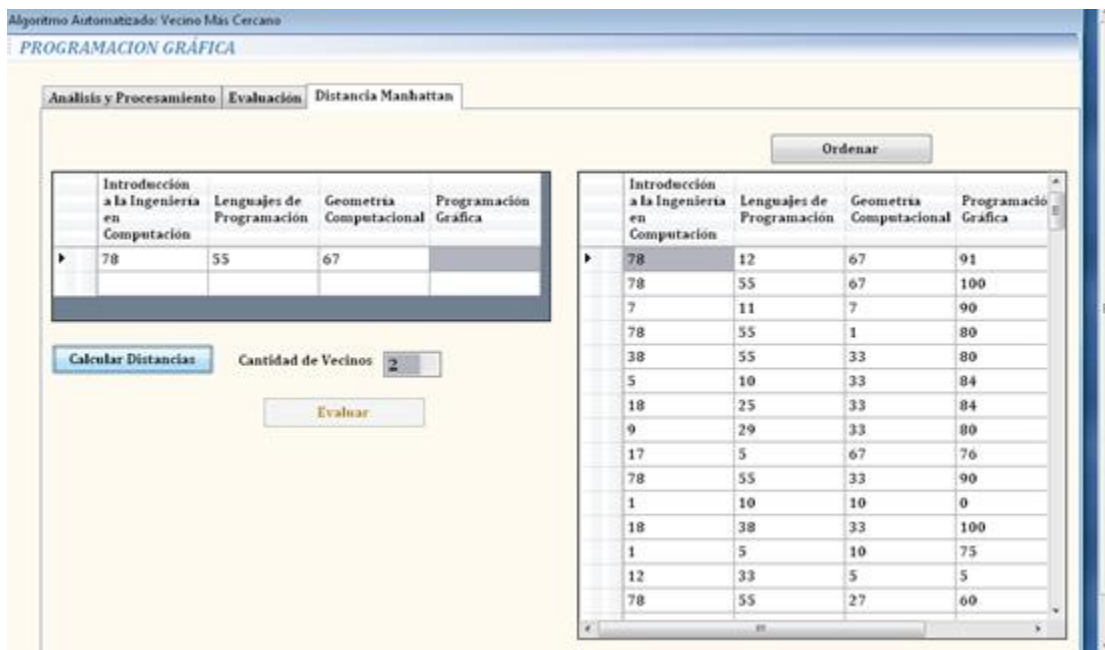 Algoritmo Automatizado: Vecino Más Cercano
PROGRAMACION GRÁFICA
Análisis y Procesamiento Evaluación Distancia Manhattan
Ordenar
Introducción a la Ingeniería en Computación Lenguajes de Programación Geometría Computacional Programación Gráfica
78 55 67
Calcular Distancias Cantidad de Vecinos 2
Evaluar
Introducción a la Ingeniería en Computación Lenguajes de Programación Geometría Computacional Programació Gráfica
78 12 67 91
78 55 67 100
7 11 7 90
78 55 1 80
38 55 33 80
5 10 33 84
18 25 33 84
9 29 33 80
17 5 67 76
78 55 33 90
1 10 10 0
18 38 33 100
1 5 10 75
12 33 5 5
78 55 27 60